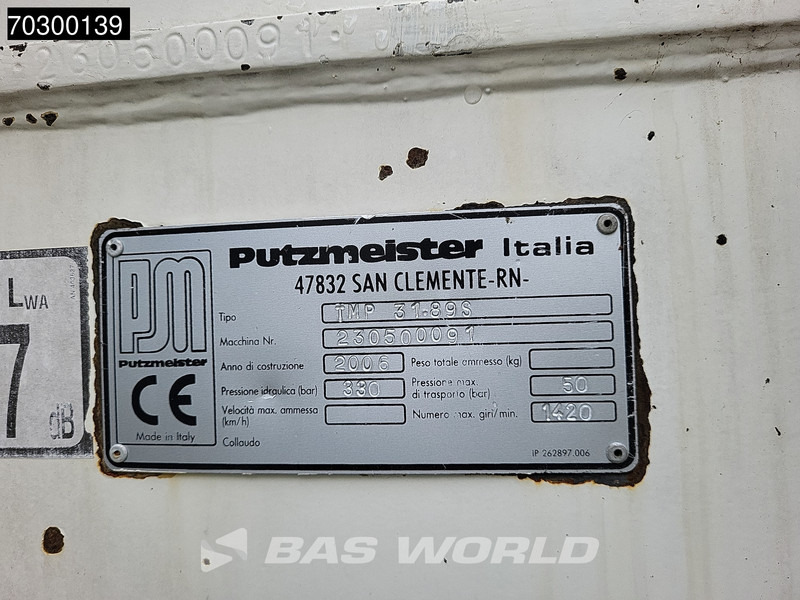 70300139
230500091
Putzmeister Italia
47832 SAN CLEMENTE-RN-
PM
Putzmeister
CE
Made in Italy
Tipo TMP 31.89S
Macchina Nr. 230500091
Anno di costruzione 2006 Peso totale ammesso (kg)
Pressione idraulica (bar) 330 Pressione max. di trasporto (bar) 50
Velocità max. ammessa (km/h) Numero max. giri/min. 1420
Collaudo
IP 262897.006
LWA
7
dB
BAS WORLD